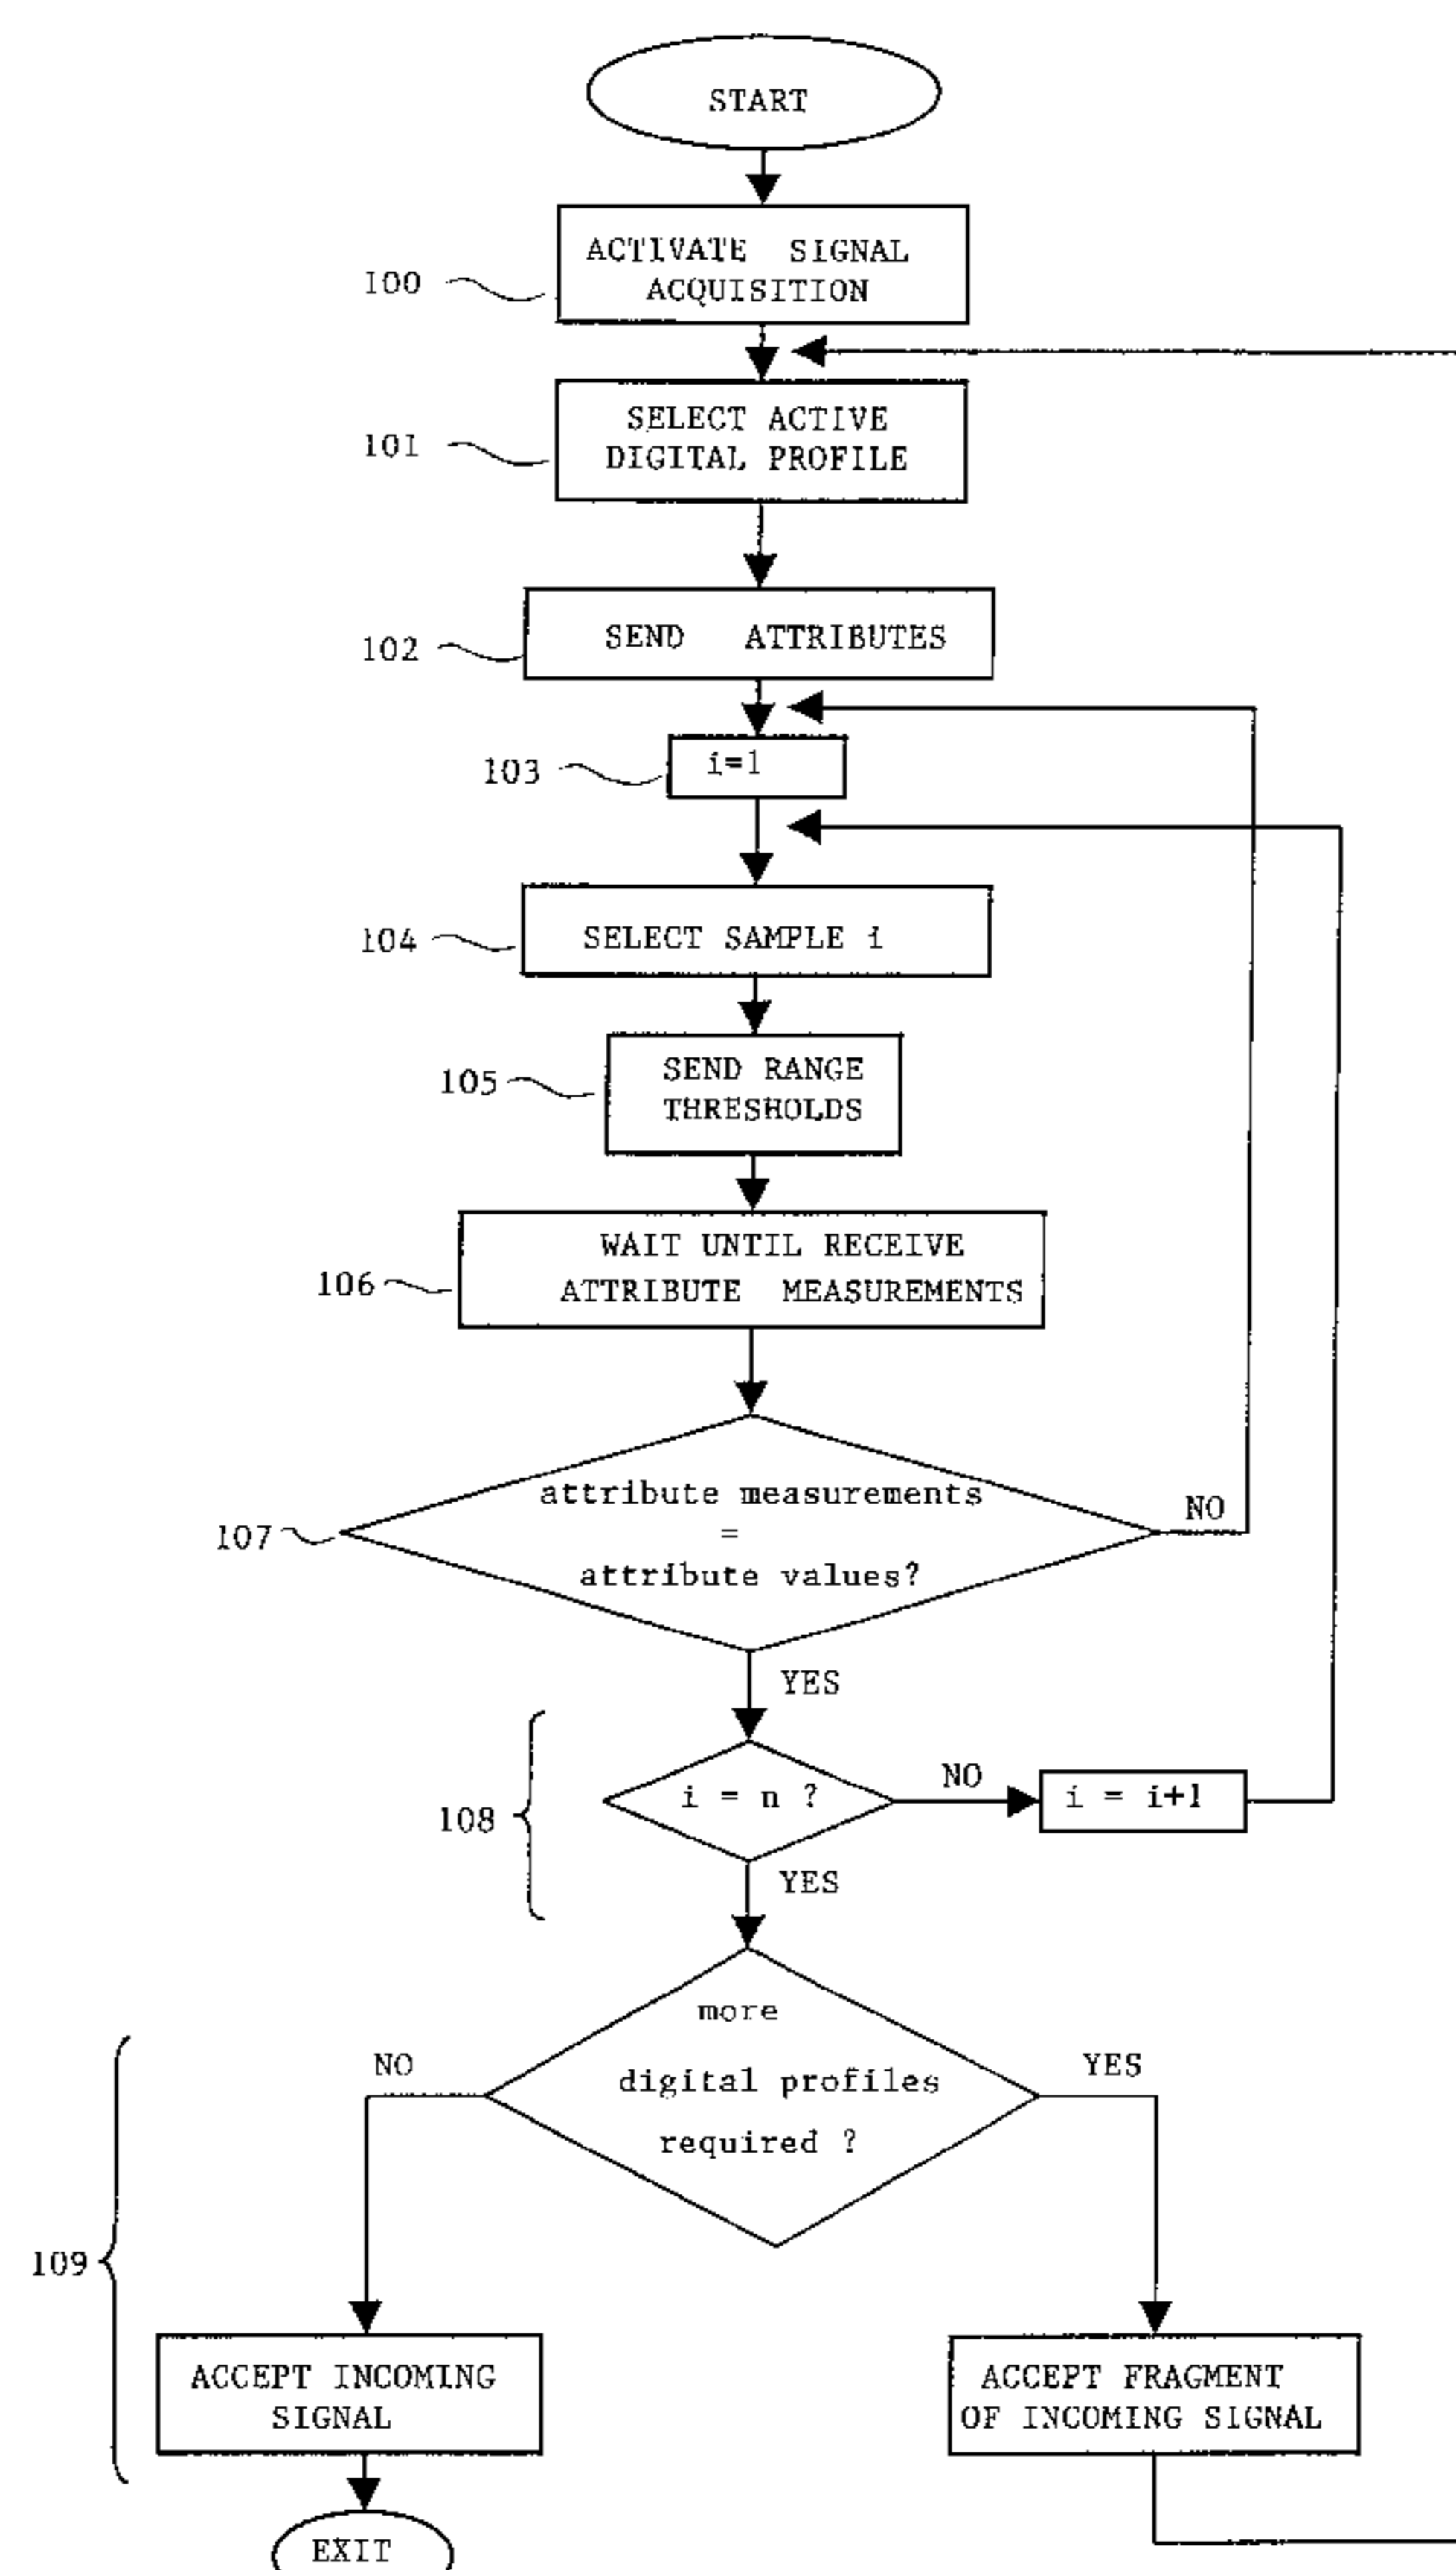 START
100
ACTIVATE SIGNAL
ACQUISITION
101
SELECT ACTIVE
DIGITAL PROFILE
102
SEND ATTRIBUTES
103
i=1
104
SELECT SAMPLE i
105
SEND RANGE
THRESHOLDS
106
WAIT UNTIL RECEIVE
ATTRIBUTE MEASUREMENTS
107
attribute measurements
=
attribute values?
NO
YES
108
i = n ?
NO
i = i+1
YES
109
more
digital profiles
required ?
NO
YES
ACCEPT INCOMING
SIGNAL
ACCEPT FRAGMENT
OF INCOMING SIGNAL
EXIT